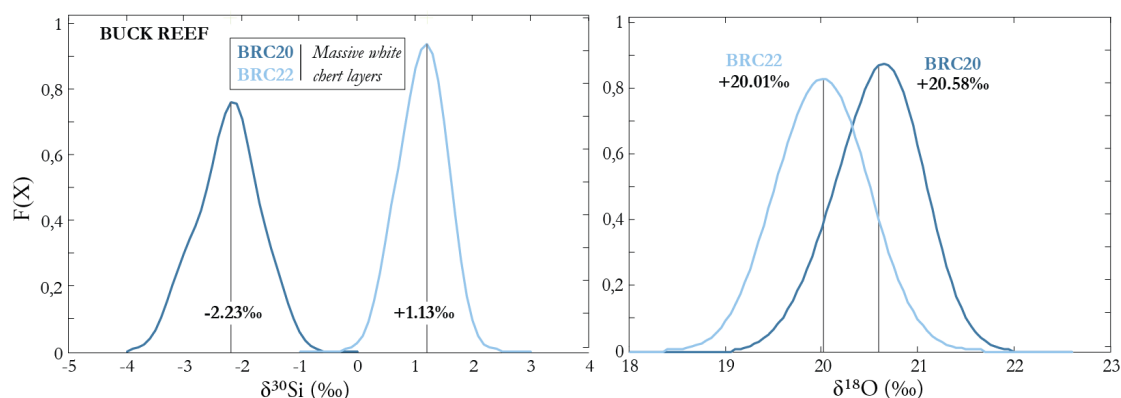 BUCK REEF
BRC20 Massive white
BRC22 chert layers
F(X)
1
0,8
0,6
0,4
0,2
0
-2.23‰
+1.13‰
-5 -4 -3 -2 -1 0 1 2 3 4
δ³⁰Si (‰)
1
0,8
0,6
0,4
0,2
0
BRC22
+20.01‰
BRC20
+20.58‰
18 19 20 21 22 23
δ¹⁸O (‰)